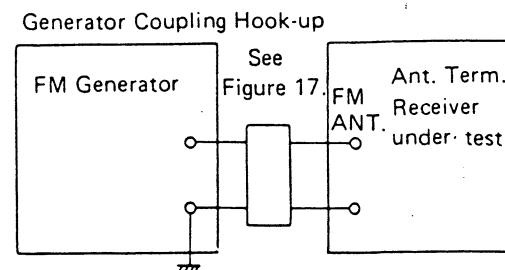 Generator Coupling Hook-up
FM Generator
See
Figure 17.
FM
ANT.
Ant. Term.
Receiver
under test